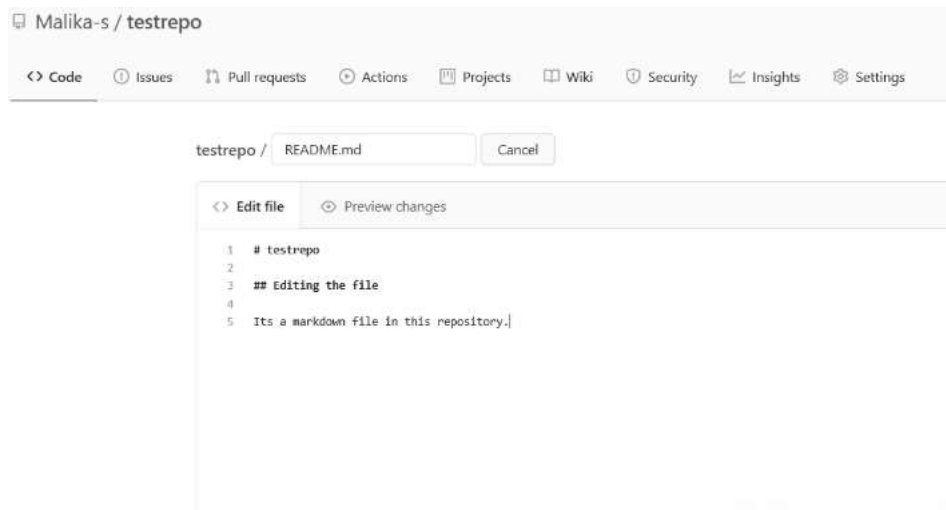 Malika-s / testrepo
<> Code Issues Pull requests Actions Projects Wiki Security Insights Settings
testrepo / README.md Cancel
<> Edit file Preview changes
1 # testrepo
2
3 ## Editing the file
4
5 Its a markdown file in this repository.